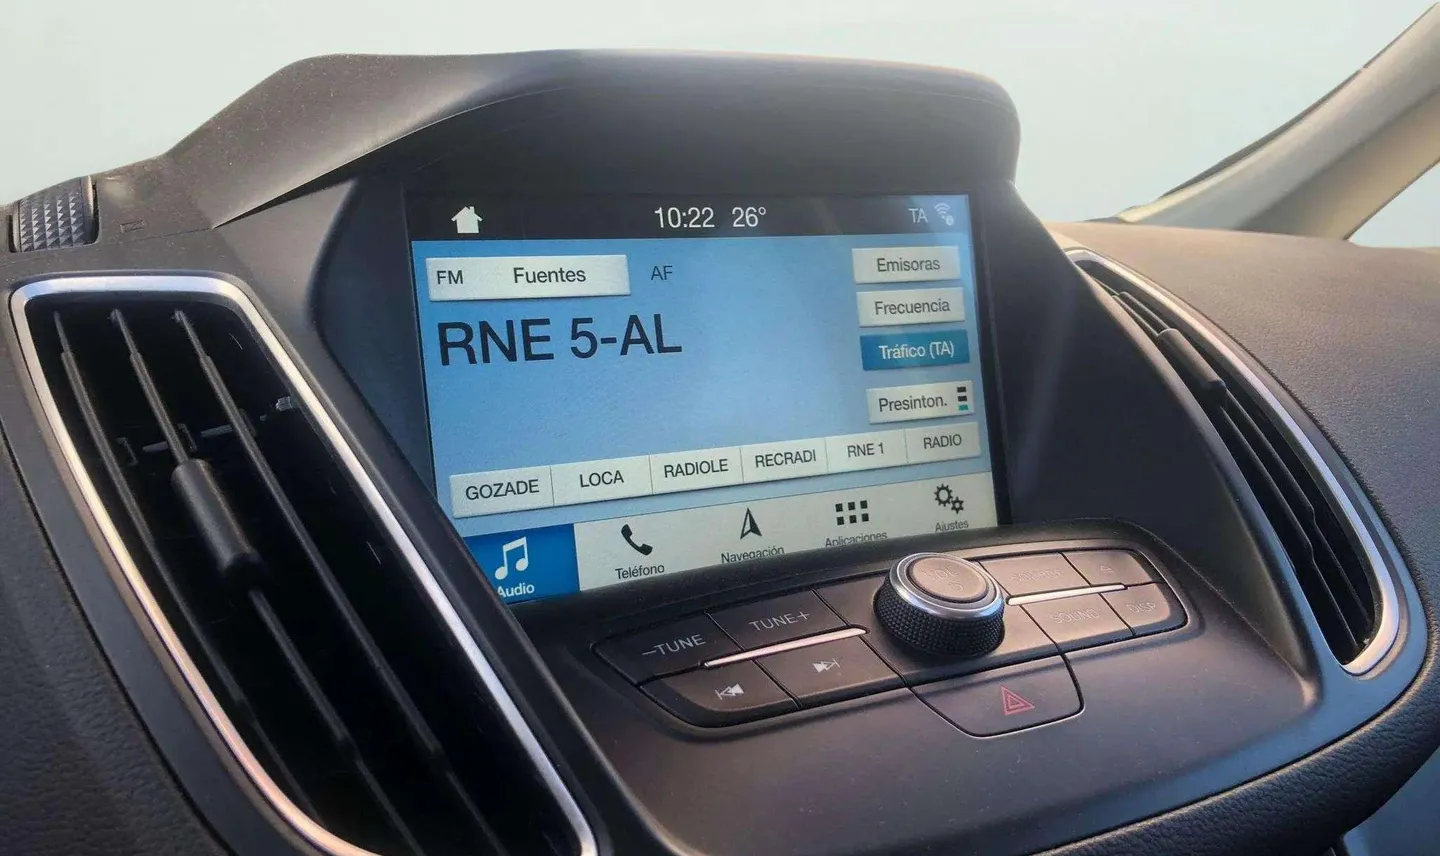 10:22 26° TA
FM Fuentes AF
Emisoras
RNE 5-AL
Frecuencia
Tráfico (TA)
Presinton.
GOZADE LOCA RADIOLE RECRADI RNE 1 RADIO
Audio Teléfono Navegación Aplicaciones Ajustes
–TUNE TUNE+
SOUND DISP